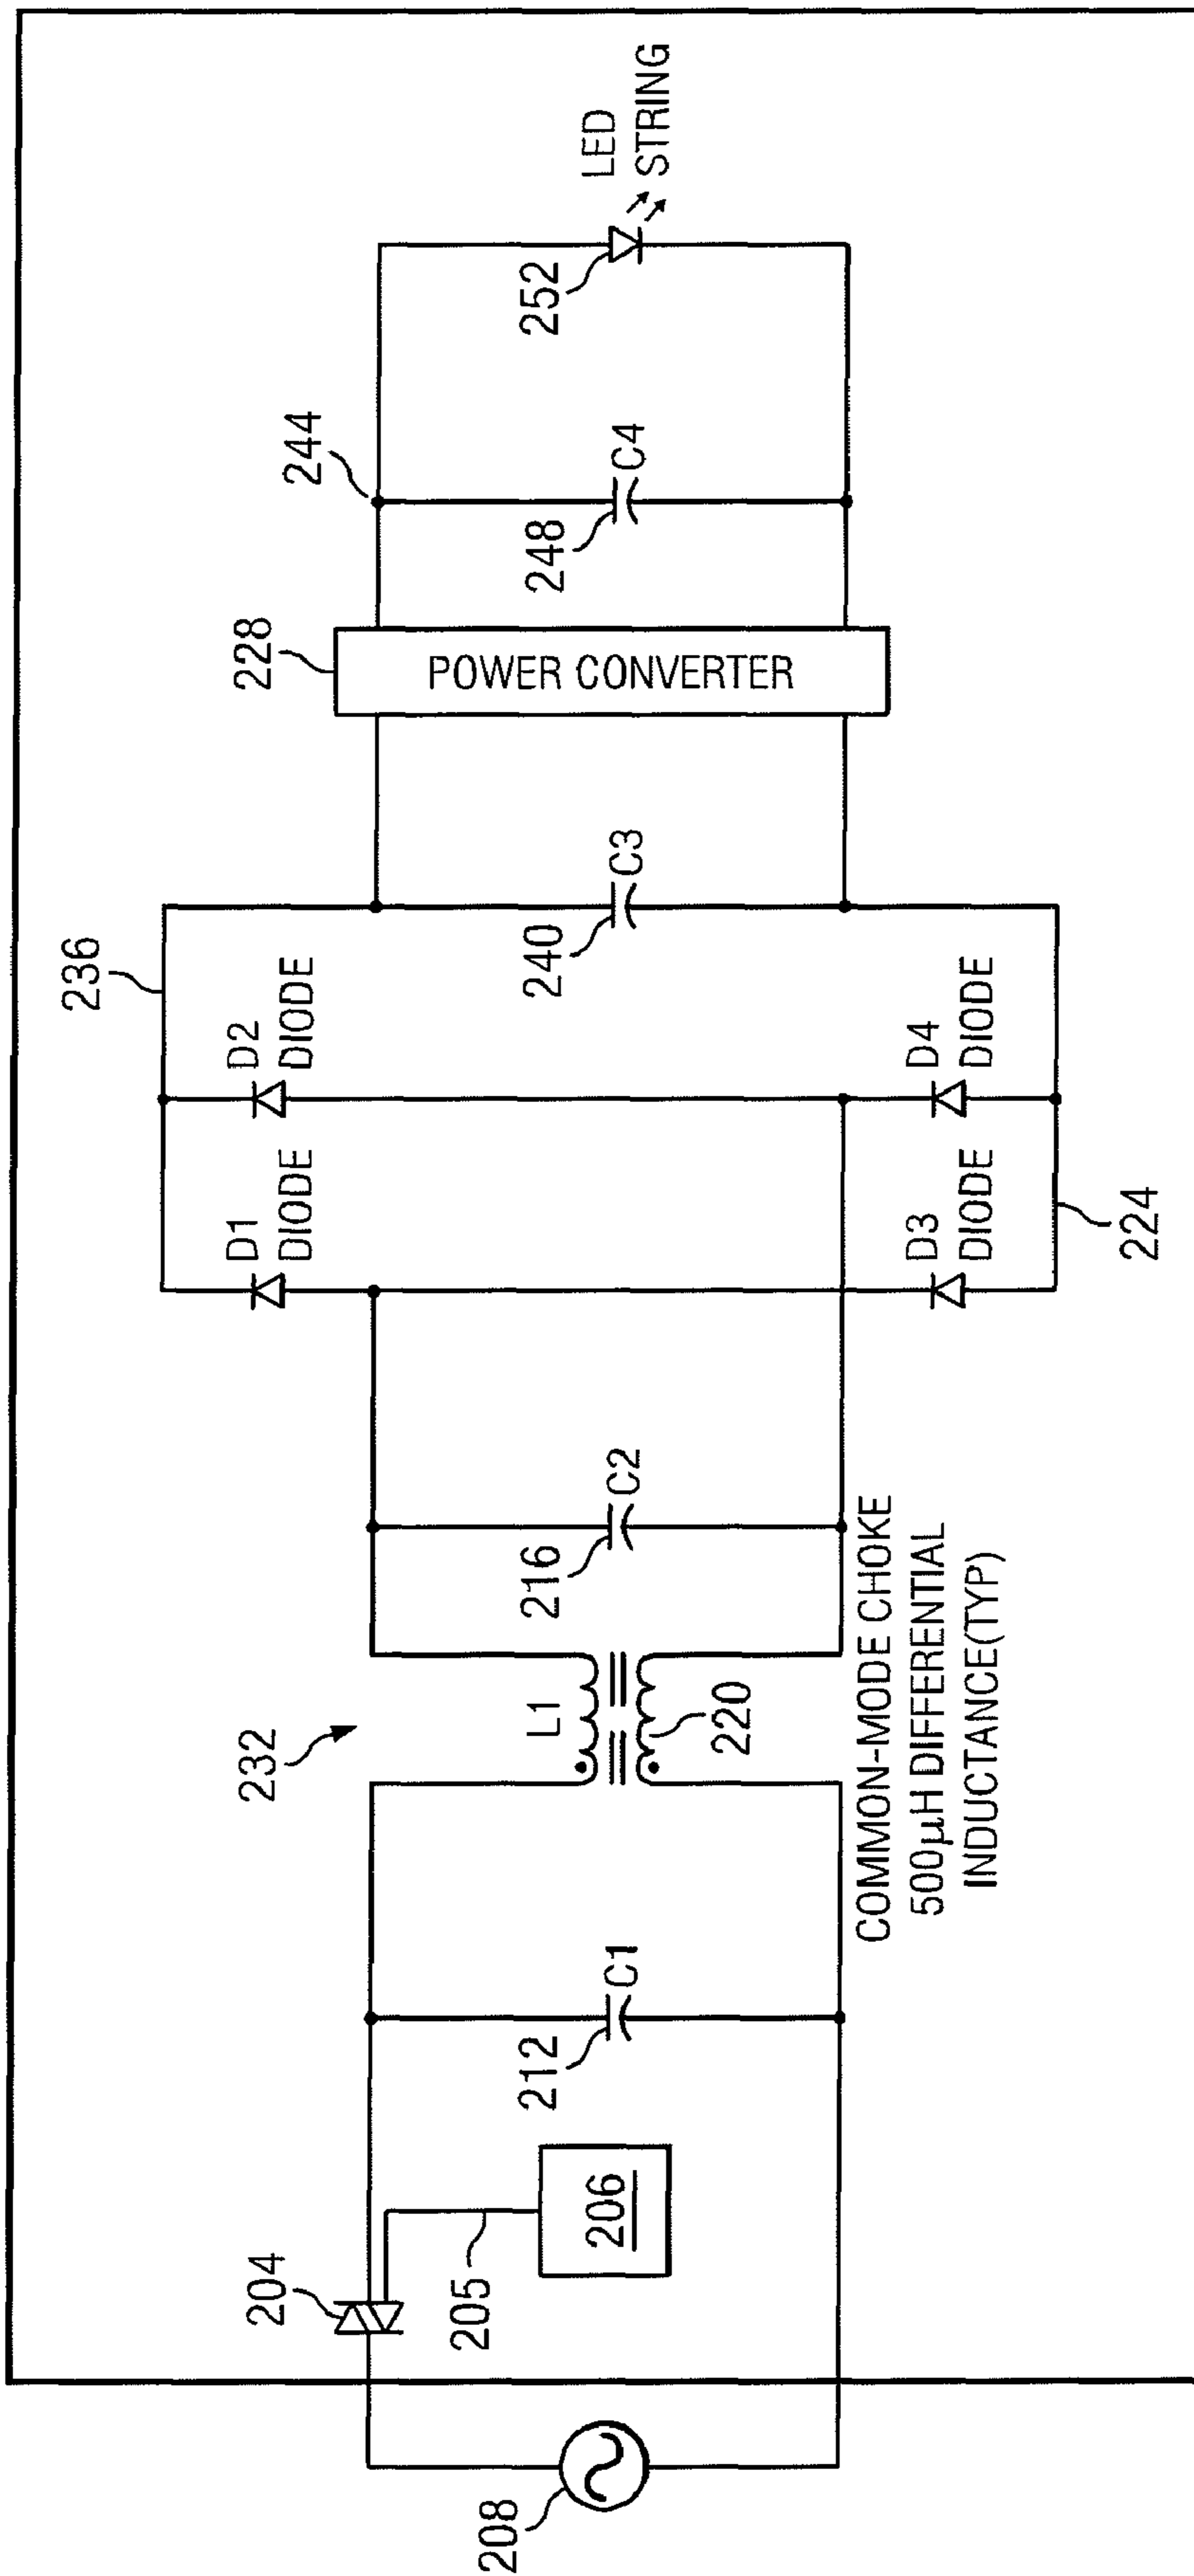 208
204
205
206
212
C1
232
L1
220
COMMON-MODE CHOKE
500µH DIFFERENTIAL
INDUCTANCE(TYP)
216
C2
D1
DIODE
D2
DIODE
D3
DIODE
D4
DIODE
224
236
240
C3
228
POWER CONVERTER
244
248
C4
252
LED
STRING